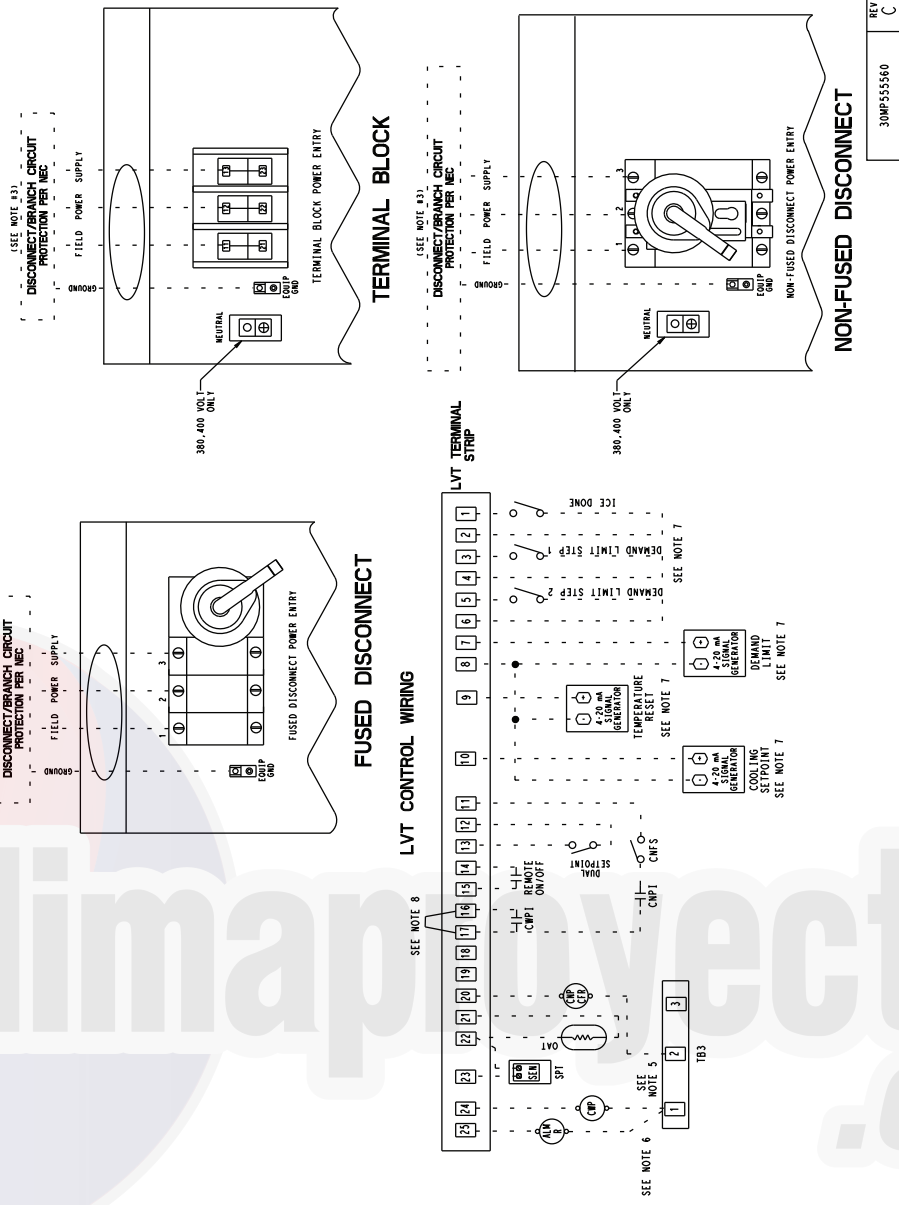 (SEE NOTE #3)
DISCONNECT/BRANCH CIRCUIT
PROTECTION PER NEC
FIELD POWER SUPPLY
GROUND
11
12
13
21
22
23
EQUIP
GND
NEUTRAL
380,400 VOLT
ONLY
TERMINAL BLOCK POWER ENTRY
TERMINAL BLOCK
DISCONNECT/BRANCH CIRCUIT
PROTECTION PER NEC
FIELD POWER SUPPLY
GROUND
1
2
3
EQUIP
GND
FUSED DISCONNECT POWER ENTRY
FUSED DISCONNECT
(SEE NOTE #3)
DISCONNECT/BRANCH CIRCUIT
PROTECTION PER NEC
FIELD POWER SUPPLY
GROUND
1
2
3
EQUIP
GND
NEUTRAL
380,400 VOLT
ONLY
NON-FUSED DISCONNECT POWER ENTRY
NON-FUSED DISCONNECT
30MP555560
REV
C
LVT CONTROL WIRING
LVT TERMINAL
STRIP
SEE NOTE 8
25
24
23
22
21
20
19
18
17
16
15
14
13
12
11
10
9
8
7
6
5
4
3
2
1
ICE DONE
DEMAND LIMIT STEP 1
DEMAND LIMIT STEP 2
SEE NOTE 7
+
-
4-20 mA
SIGNAL
GENERATOR
DEMAND
LIMIT
SEE NOTE 7
+
-
4-20 mA
SIGNAL
GENERATOR
TEMPERATURE
RESET
SEE NOTE 7
+
-
4-20 mA
SIGNAL
GENERATOR
COOLING
SETPOINT
SEE NOTE 7
DUAL
SETPOINT
REMOTE
ON/OFF
CWPI
CNFS
CNPI
CNP
CFR
OAT
SEN
SPT
CWP
ALM
R
SEE
NOTE 5
SEE NOTE 6
1
2
3
TB3
limaproyect
.c